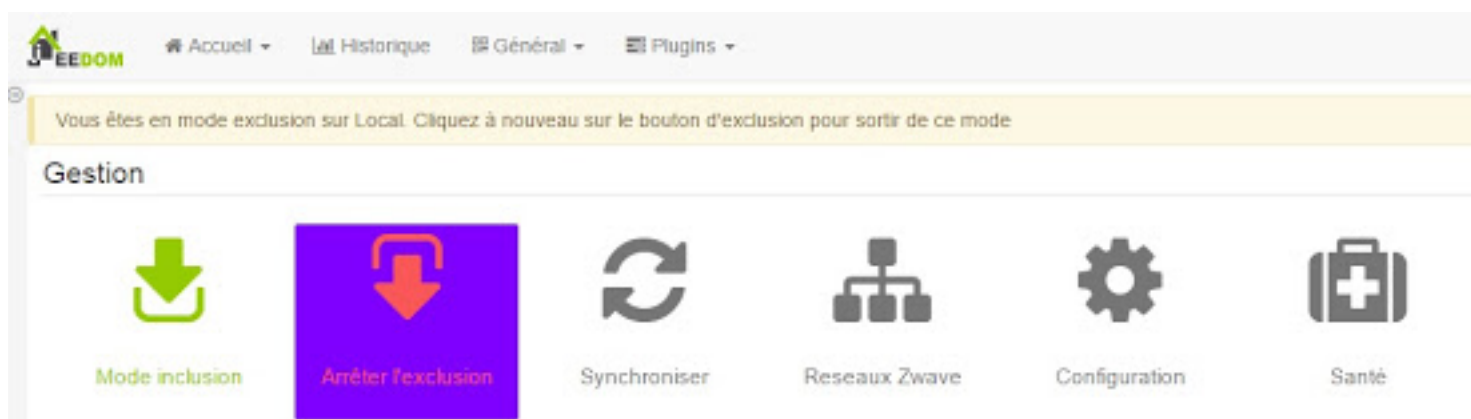 JEEDOM Accueil Historique Général Plugins
Vous êtes en mode exclusion sur Local. Cliquez à nouveau sur le bouton d'exclusion pour sortir de ce mode
Gestion
Mode inclusion Arrêter l'exclusion Synchroniser Reseaux Zwave Configuration Santé